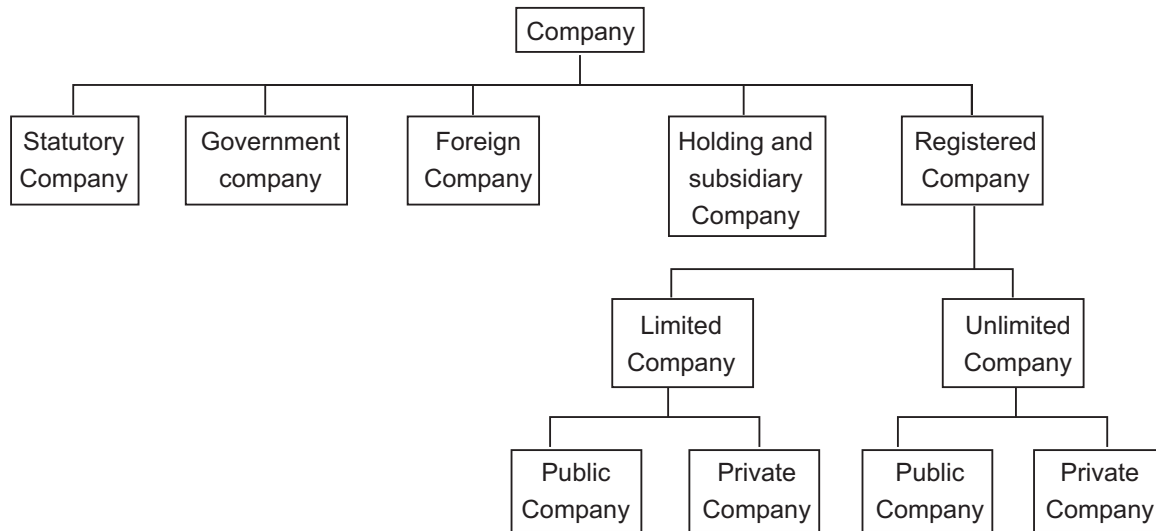 Company
Statutory
Company
Government
company
Foreign
Company
Holding and
subsidiary
Company
Registered
Company
Limited
Company
Unlimited
Company
Public
Company
Private
Company
Public
Company
Private
Company